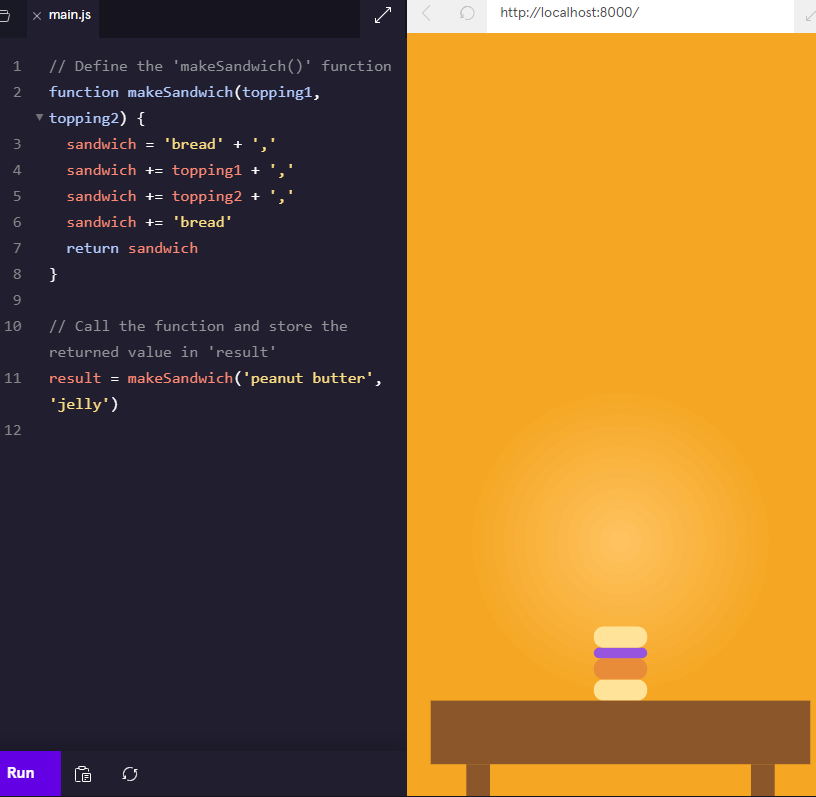 main.js
http://localhost:8000/
1 // Define the 'makeSandwich()' function
2 function makeSandwich(topping1,
topping2) {
3 sandwich = 'bread' + ','
4 sandwich += topping1 + ','
5 sandwich += topping2 + ','
6 sandwich += 'bread'
7 return sandwich
8 }
9
10 // Call the function and store the
returned value in 'result'
11 result = makeSandwich('peanut butter',
'jelly')
12
Run